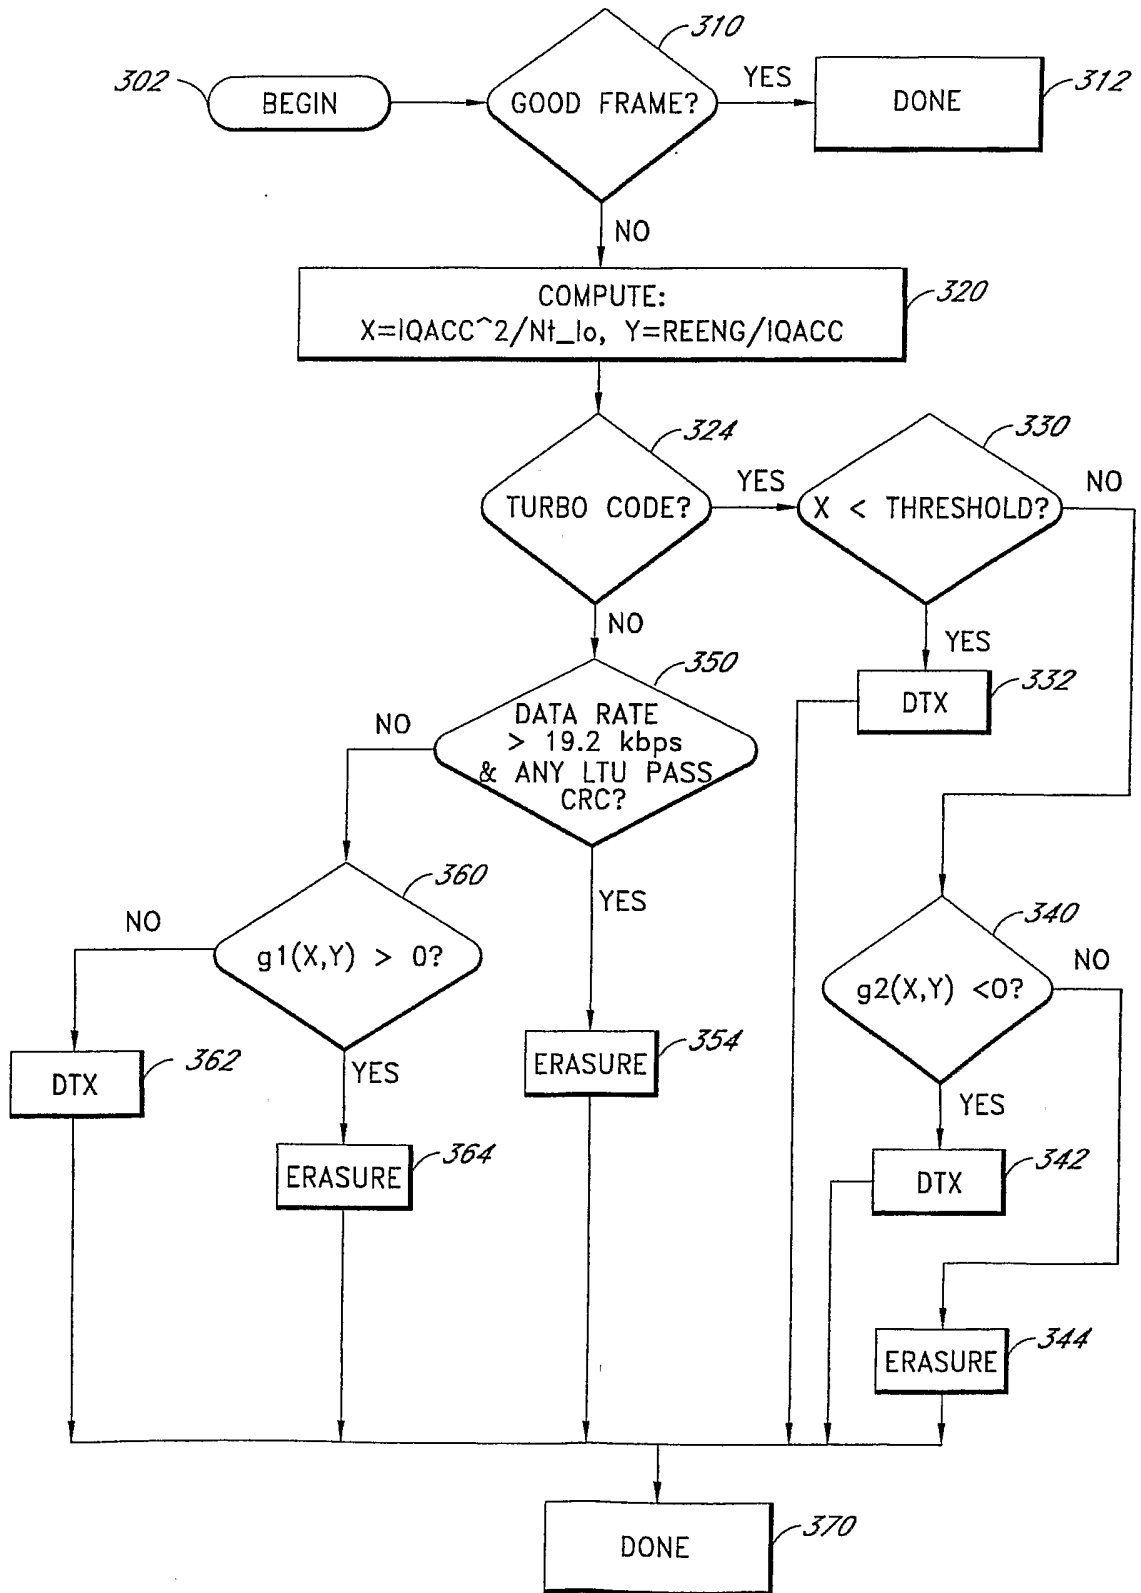 310
302
BEGIN
GOOD FRAME?
YES
DONE
312
NO
COMPUTE:
X=IQACC^2/Nt_Io, Y=REENG/IQACC
320
324
330
TURBO CODE?
YES
X < THRESHOLD?
NO
NO
YES
350
DTX
332
NO
DATA RATE
> 19.2 kbps
& ANY LTU PASS
CRC?
360
YES
NO
g1(X,Y) > 0?
340
g2(X,Y) <0?
NO
362
DTX
YES
ERASURE
354
YES
ERASURE
364
DTX
342
ERASURE
344
DONE
370